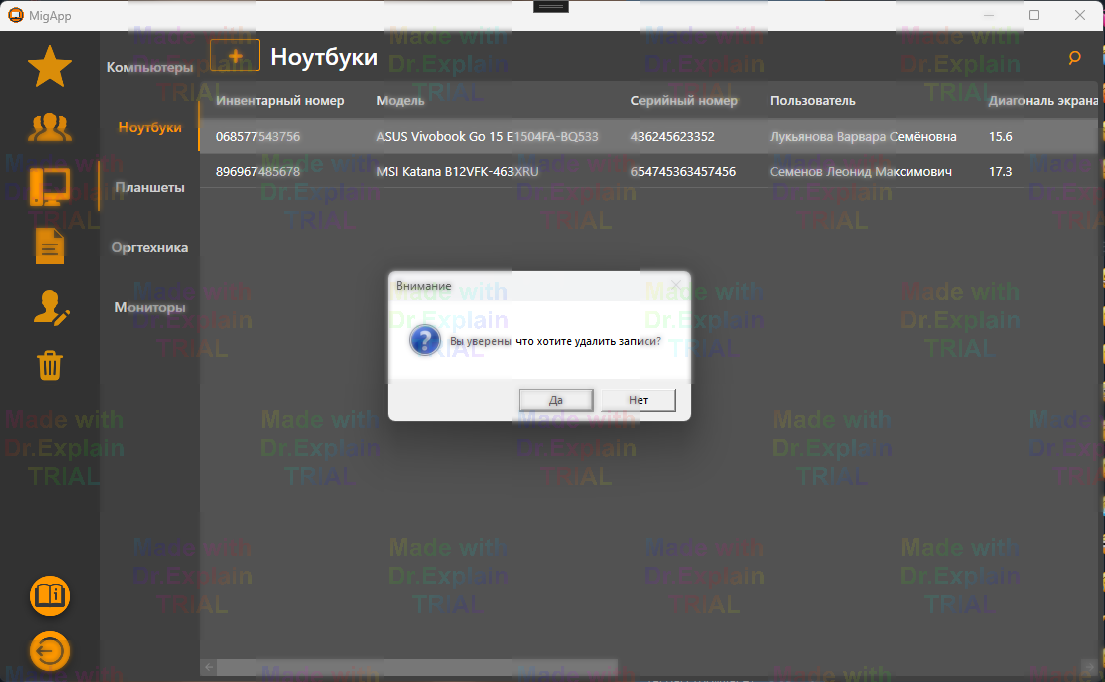 MigApp
Компьютеры
Ноутбуки
Планшеты
Оргтехника
Мониторы
+ Ноутбуки
Инвентарный номер Модель Серийный номер Пользователь Диагональ экрана
068577543756 ASUS Vivobook Go 15 E1504FA-BQ533 436245623352 Лукьянова Варвара Семёновна 15.6
896967485678 MSI Katana B12VFK-463XRU 654745363457456 Семенов Леонид Максимович 17.3
Внимание
Вы уверены что хотите удалить записи?
Да Нет
Made with
Dr.Explain
TRIAL